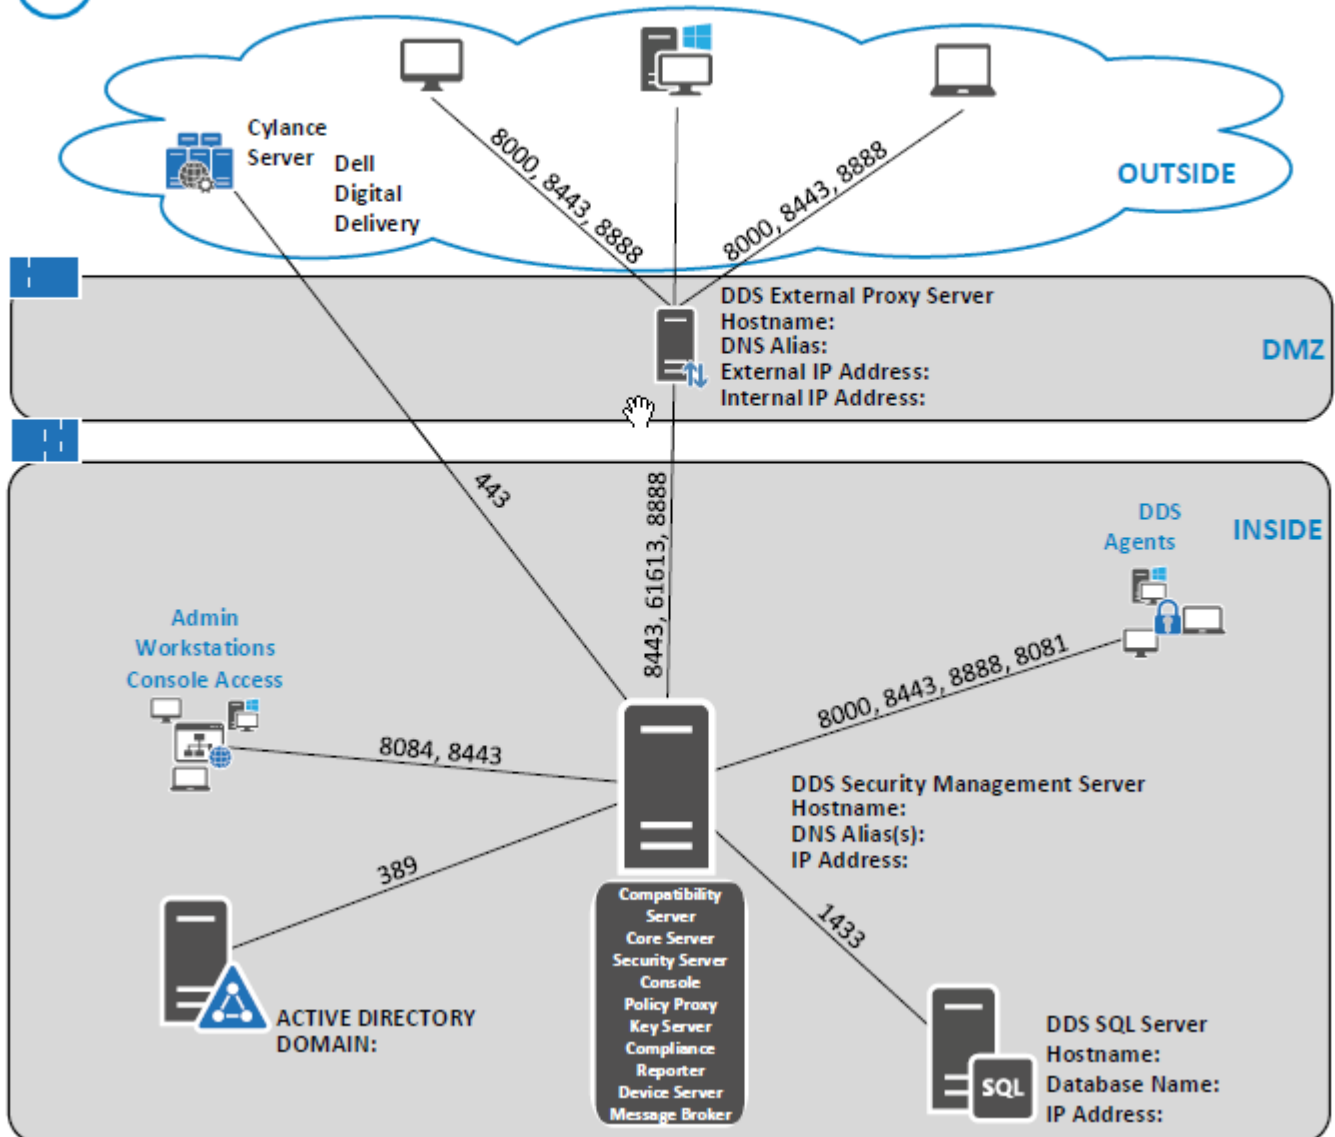 Cylance
Server
Dell
Digital
Delivery
8000, 8443, 8888
8000, 8443, 8888
OUTSIDE
DDS External Proxy Server
Hostname:
DNS Alias:
External IP Address:
Internal IP Address:
DMZ
443
8443, 61613, 8888
DDS
Agents
INSIDE
Admin
Workstations
Console Access
8000, 8443, 8888, 8081
8084, 8443
DDS Security Management Server
Hostname:
DNS Alias(s):
IP Address:
389
Compatibility
Server
Core Server
Security Server
Console
Policy Proxy
Key Server
Compliance
Reporter
Device Server
Message Broker
1433
ACTIVE DIRECTORY
DOMAIN:
SQL
DDS SQL Server
Hostname:
Database Name:
IP Address: